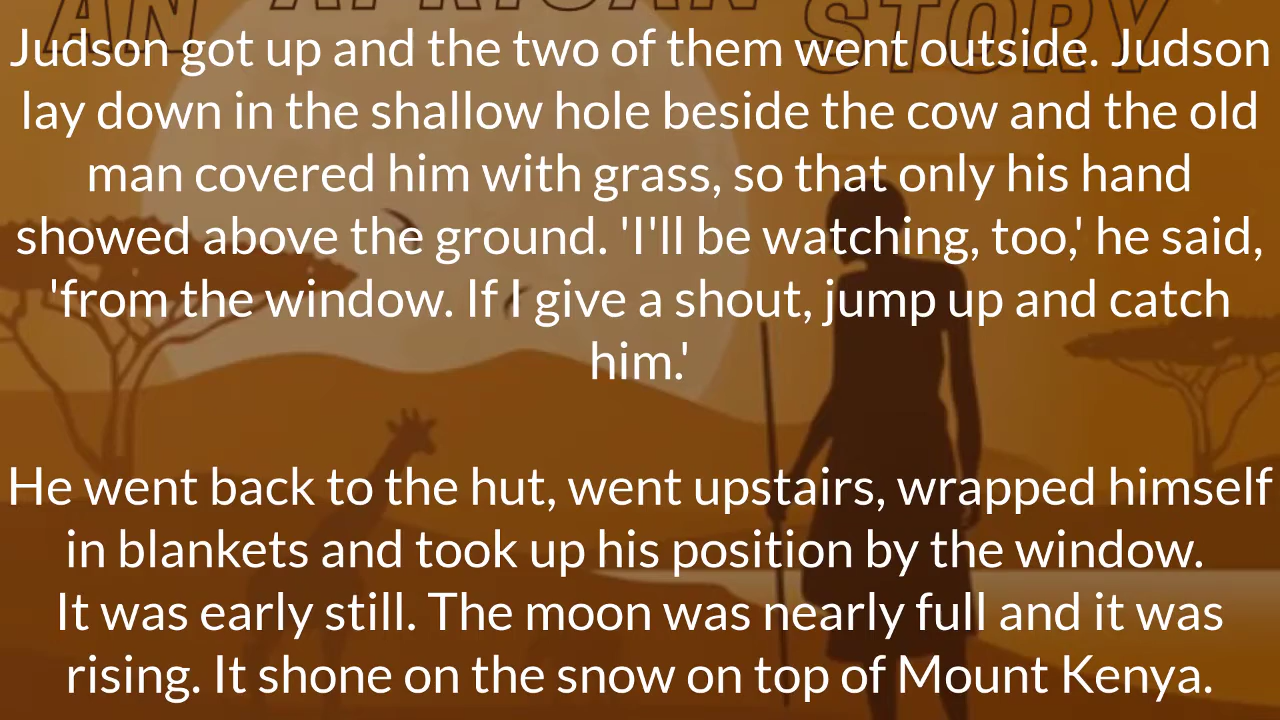 AN AFRICAN STORY
Judson got up and the two of them went outside. Judson
lay down in the shallow hole beside the cow and the old
man covered him with grass, so that only his hand
showed above the ground. 'I'll be watching, too,' he said,
'from the window. If I give a shout, jump up and catch
him.'
He went back to the hut, went upstairs, wrapped himself
in blankets and took up his position by the window.
It was early still. The moon was nearly full and it was
rising. It shone on the snow on top of Mount Kenya.